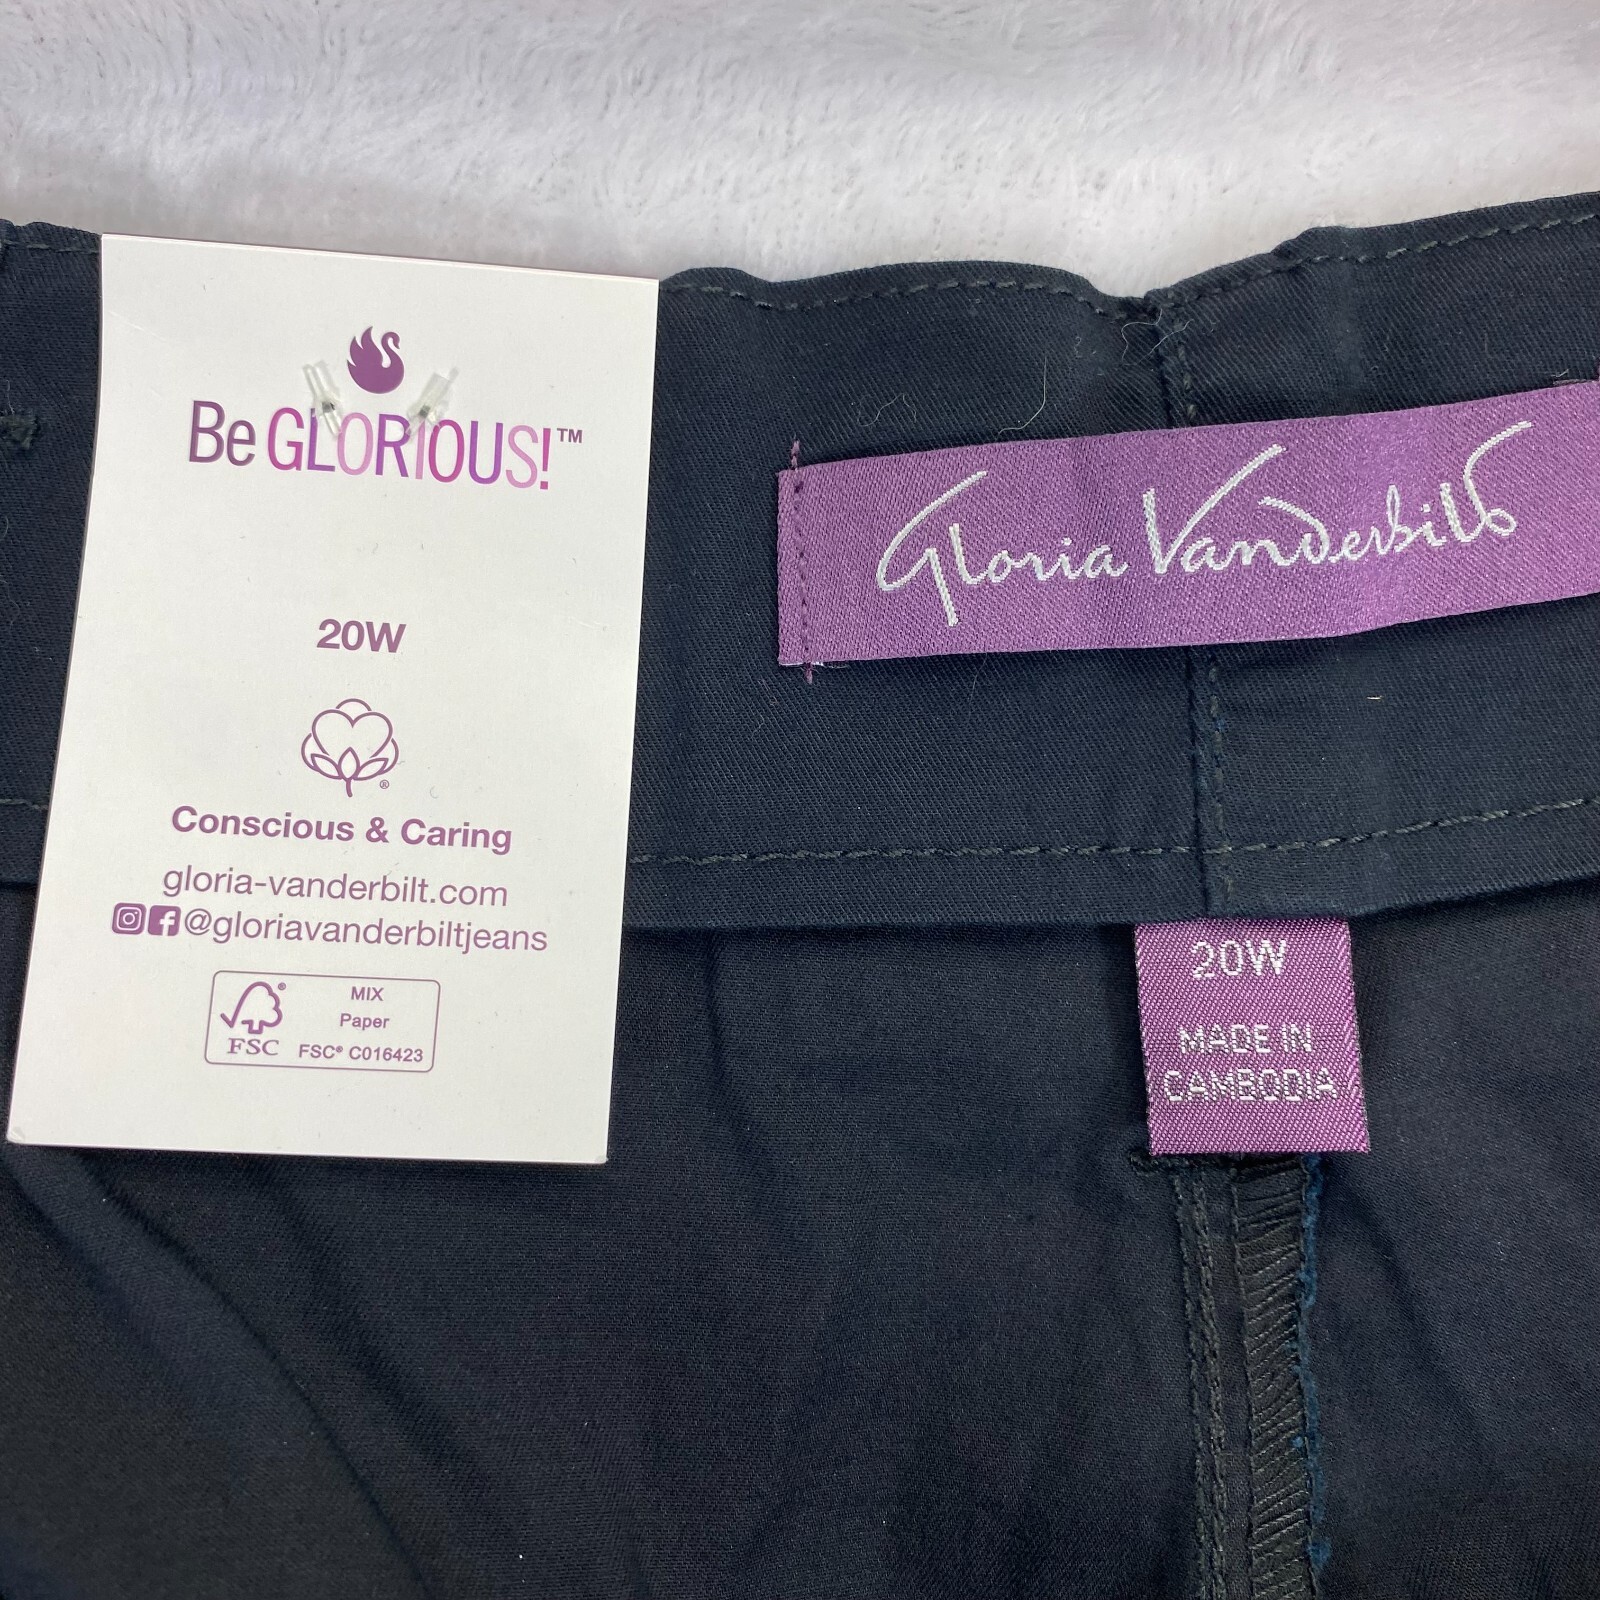 Be GLORIOUS!™
20W
®
Conscious & Caring
gloria-vanderbilt.com
@gloriavanderbiltjeans
®
FSC
MIX
Paper
FSC® C016423
Gloria Vanderbilt
20W
MADE IN
CAMBODIA